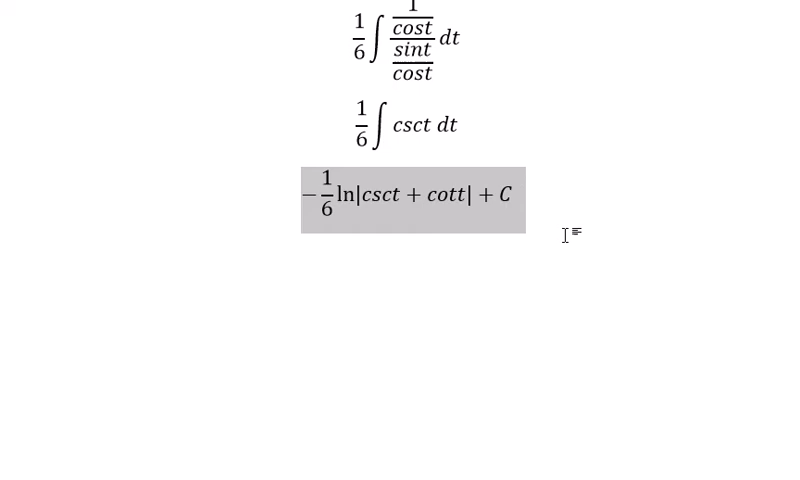 1/6 ∫ (1/cost)/(sint/cost) dt
1/6 ∫ csct dt
−1/6 ln|csct + cott| + C